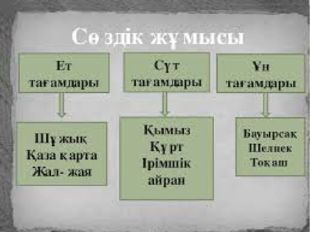 Сөздік жұмысы
Ет
тағамдары
Сүт
тағамдары
Ұн
тағамдары
Шұжық
Қаза қарта
Жал- жая
Қымыз
Құрт
Ірімшік
айран
Бауырсақ
Шелпек
Тоқаш